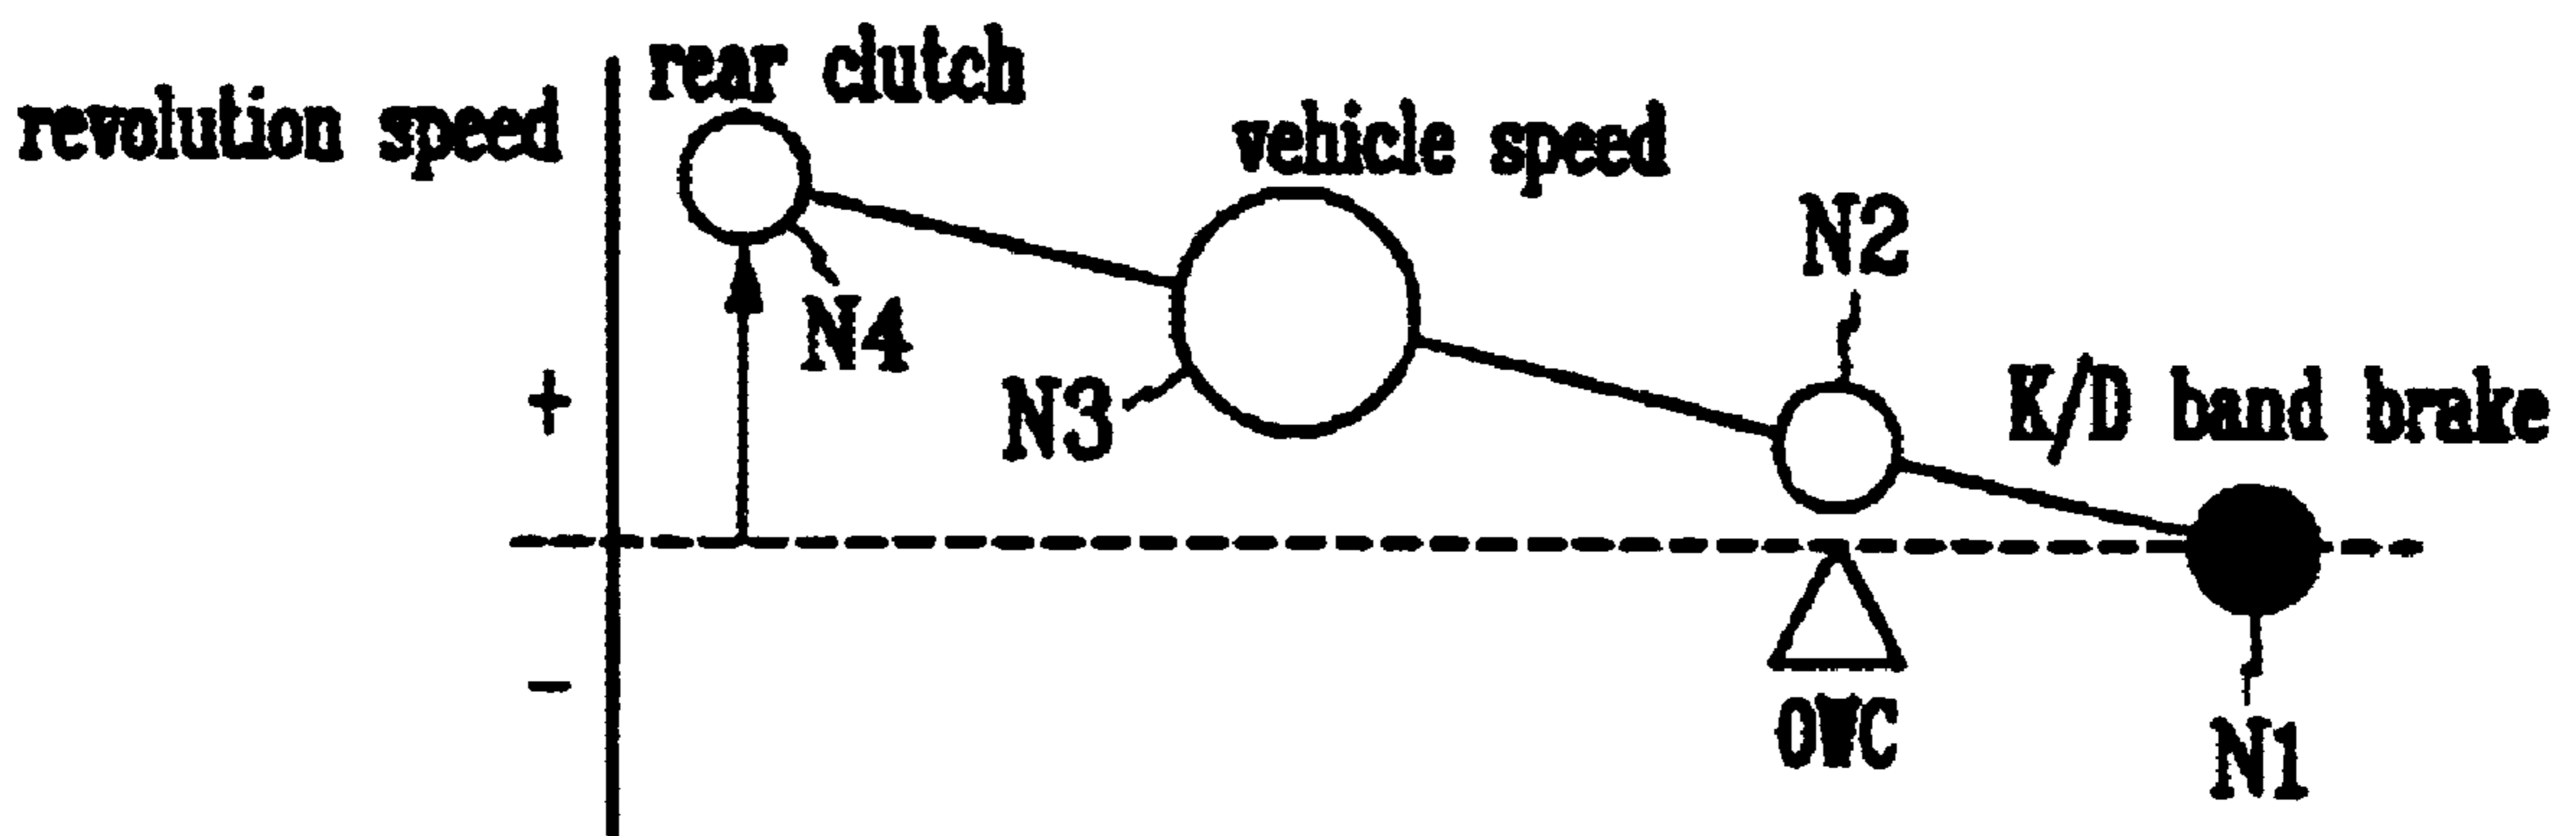 rear clutch
revolution speed
vehicle speed
N2
N4
N3
+
K/D band brake
−
OWC
N1